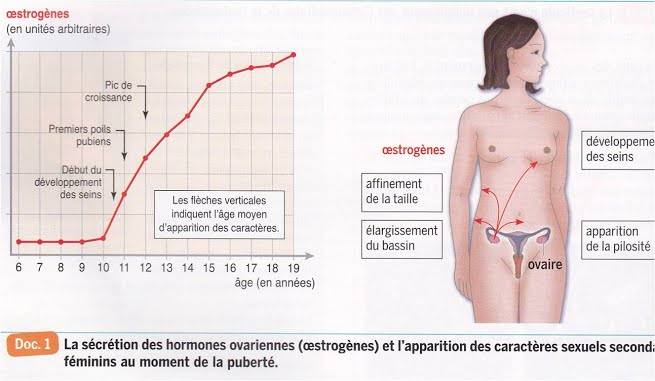 œstrogènes
(en unités arbitraires)
Pic de
croissance
Premiers poils
pubiens
Début du
développement
des seins
Les flèches verticales
indiquent l'âge moyen
d'apparition des caractères.
6 7 8 9 10 11 12 13 14 15 16 17 18 19
âge (en années)
œstrogènes
affinement
de la taille
élargissement
du bassin
développeme
des seins
apparition
de la pilosité
ovaire
Doc. 1 La sécrétion des hormones ovariennes (œstrogènes) et l'apparition des caractères sexuels second
féminins au moment de la puberté.